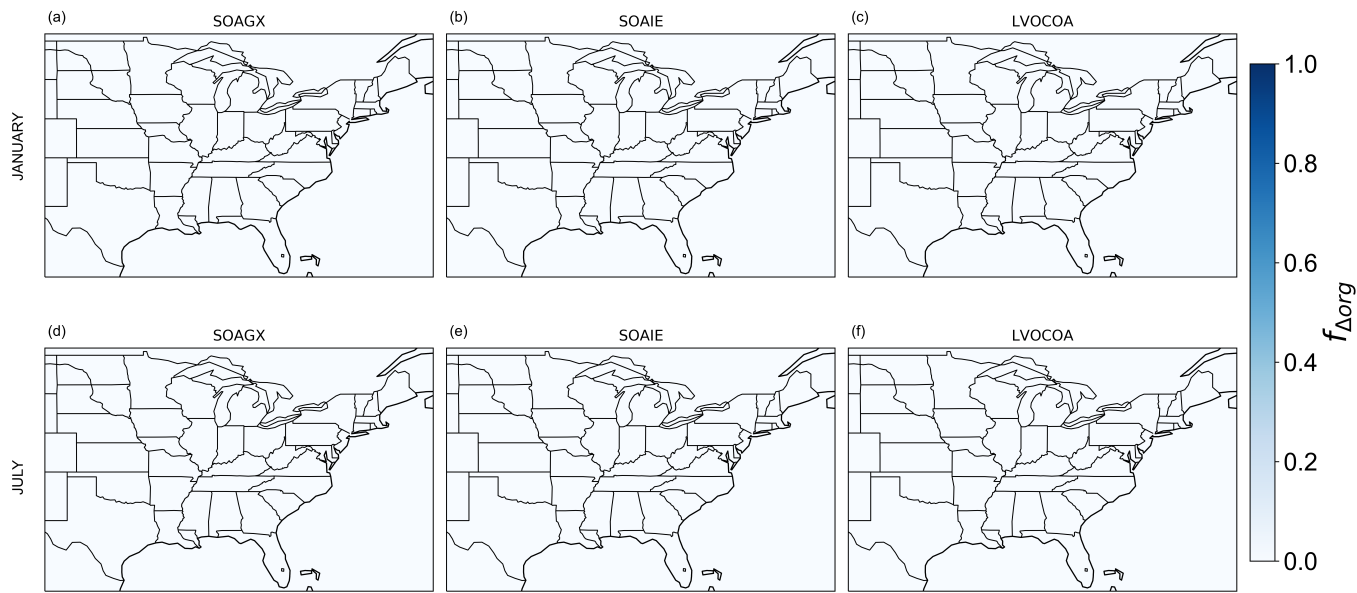 (a) SOAGX
(b) SOAIE
(c) LVOCOA
JANUARY
(d) SOAGX
(e) SOAIE
(f) LVOCOA
JULY
1.0
0.8
0.6
0.4
0.2
0.0
fΔorg